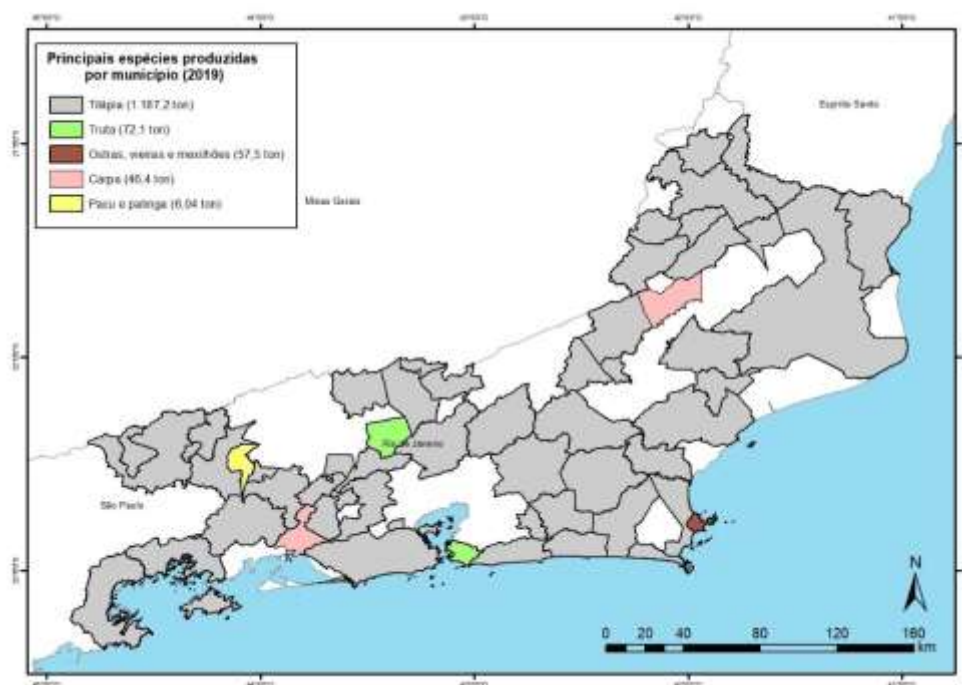 Principais espécies produzidas
por município (2019)
Tilápia (1.187,2 ton)
Truta (72,1 ton)
Ostras, vieiras e mexilhões (57,5 ton)
Carpa (46,4 ton)
Pacu e patinga (6,04 ton)
Espírito Santo
Minas Gerais
Rio de Janeiro
São Paulo
N
0 20 40 80 120 160
km